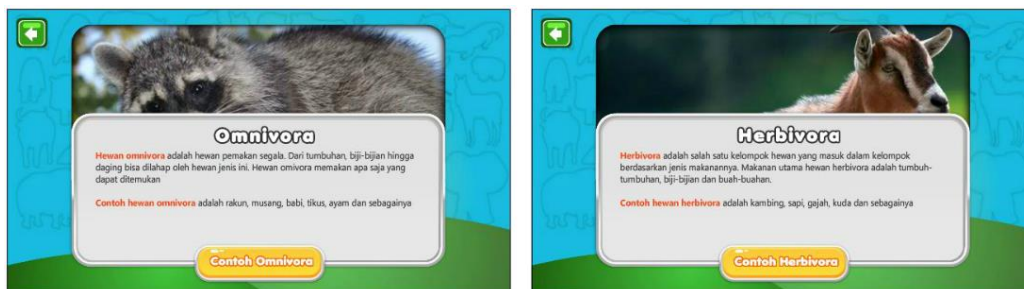 Omnivora
Hewan omnivora adalah hewan pemakan segala. Dari tumbuhan, biji-bijian hingga
daging bisa dilahap oleh hewan jenis ini. Hewan omivora memakan apa saja yang
dapat ditemukan
Contoh hewan omnivora adalah rakun, musang, babi, tikus, ayam dan sebagainya
Contoh Omnivora
Herbivora
Herbivora adalah salah satu kelompok hewan yang masuk dalam kelompok
berdasarkan jenis makanannya. Makanan utama hewan herbivora adalah tumbuh-
tumbuhan, biji-bijian dan buah-buahan.
Contoh hewan herbivora adalah kambing, sapi, gajah, kuda dan sebagainya
Contoh Herbivora